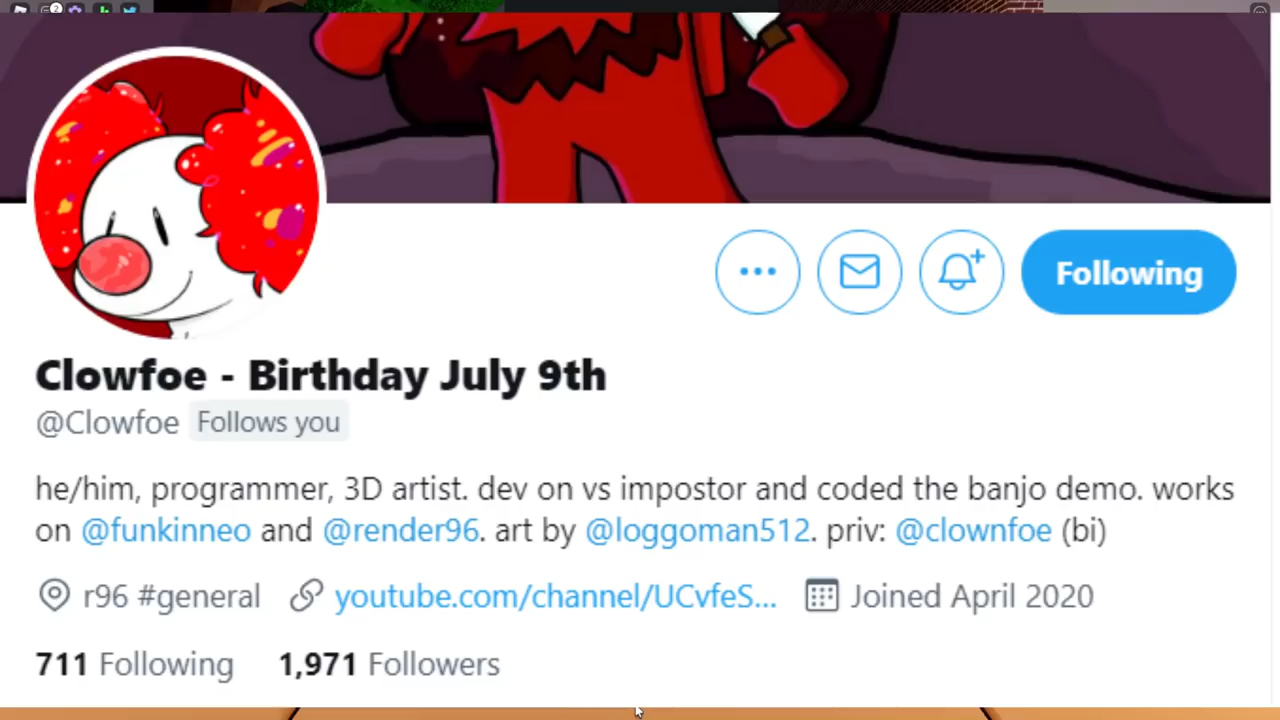 Following
Clowfoe - Birthday July 9th
@Clowfoe Follows you
he/him, programmer, 3D artist. dev on vs impostor and coded the banjo demo. works
on @funkinneo and @render96. art by @loggoman512. priv: @clownfoe (bi)
r96 #general youtube.com/channel/UCvfeS... Joined April 2020
711 Following 1,971 Followers